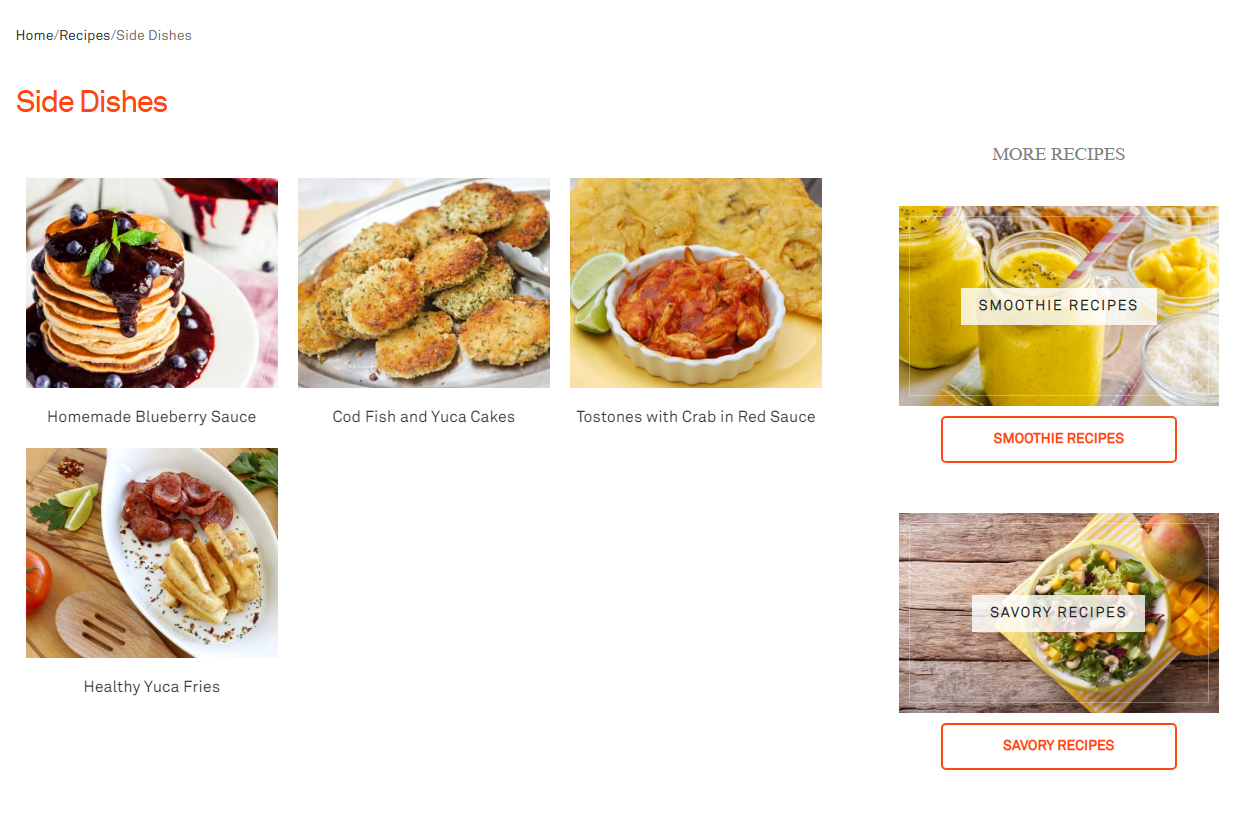 Home/Recipes/Side Dishes
Side Dishes
Homemade Blueberry Sauce
Cod Fish and Yuca Cakes
Tostones with Crab in Red Sauce
Healthy Yuca Fries
MORE RECIPES
SMOOTHIE RECIPES
SMOOTHIE RECIPES
SAVORY RECIPES
SAVORY RECIPES